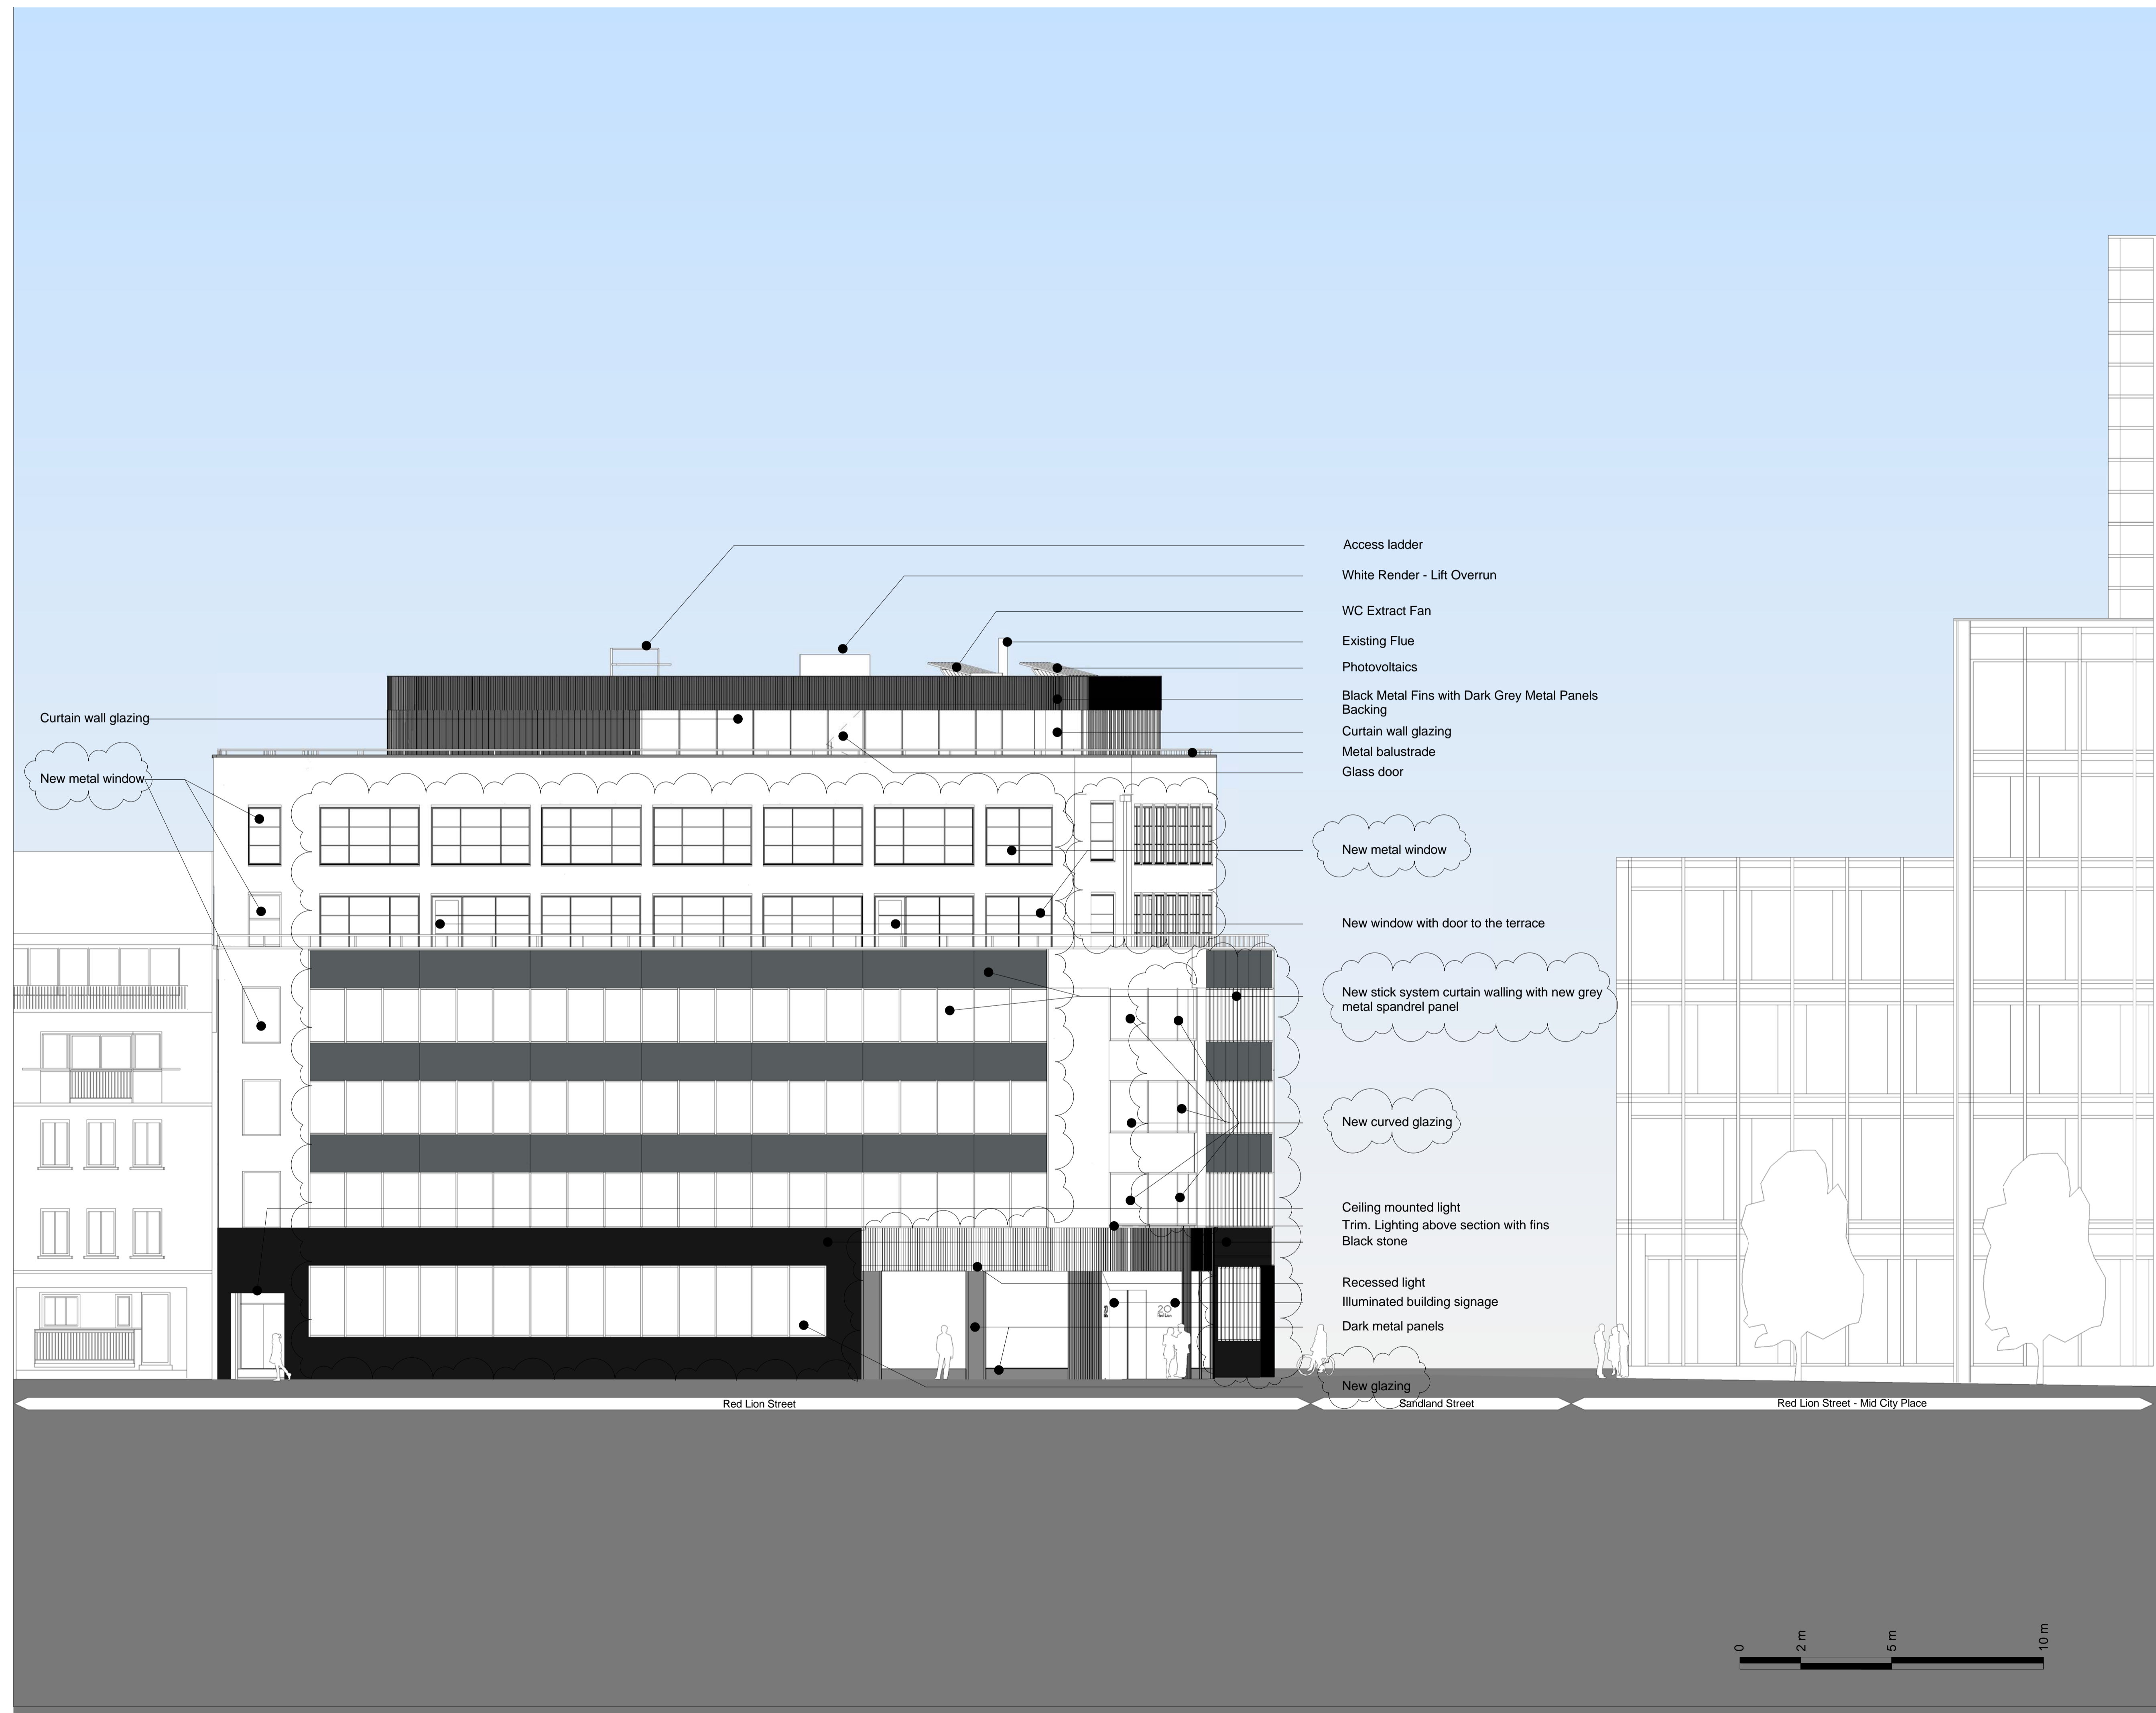 Access ladder
White Render - Lift Overrun
WC Extract Fan
Existing Flue
Photovoltaics
Black Metal Fins with Dark Grey Metal Panels
Backing
Curtain wall glazing
Curtain wall glazing
Metal balustrade
Glass door
New metal window
New metal window
New window with door to the terrace
New stick system curtain walling with new grey
metal spandrel panel
New curved glazing
Ceiling mounted light
Trim. Lighting above section with fins
Black stone
Recessed light
Illuminated building signage
20
Red Lion
Dark metal panels
New glazing
Red Lion Street
Sandland Street
Red Lion Street - Mid City Place
0
2 m
5 m
10 m